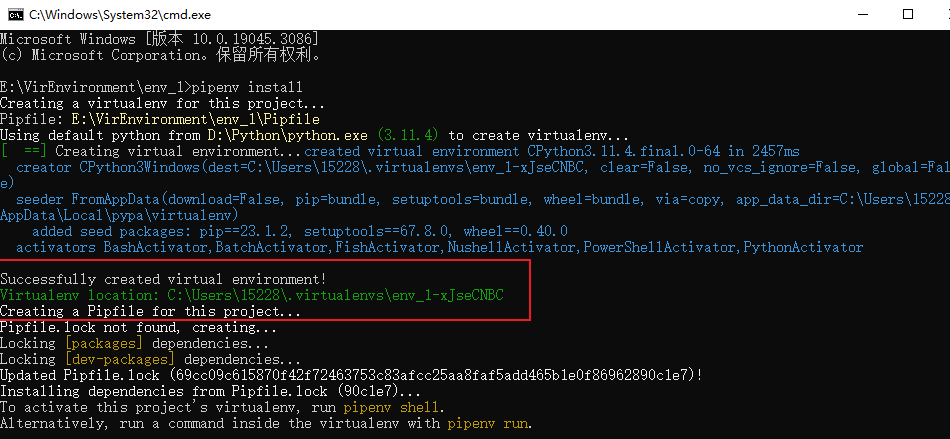 C:\Windows\System32\cmd.exe
Microsoft Windows [版本 10.0.19045.3086]
(c) Microsoft Corporation。保留所有权利。
E:\VirEnvironment\env_1>pipenv install
Creating a virtualenv for this project...
Pipfile: E:\VirEnvironment\env_1\Pipfile
Using default python from D:\Python\python.exe (3.11.4) to create virtualenv...
[  ==] Creating virtual environment...created virtual environment CPython3.11.4.final.0-64 in 2457ms
  creator CPython3Windows(dest=C:\Users\15228\.virtualenvs\env_1-xJseCNBC, clear=False, no_vcs_ignore=False, global=Fals
e)
  seeder FromAppData(download=False, pip=bundle, setuptools=bundle, wheel=bundle, via=copy, app_data_dir=C:\Users\15228
AppData\Local\pypa\virtualenv)
    added seed packages: pip==23.1.2, setuptools==67.8.0, wheel==0.40.0
  activators BashActivator,BatchActivator,FishActivator,NushellActivator,PowerShellActivator,PythonActivator
Successfully created virtual environment!
Virtualenv location: C:\Users\15228\.virtualenvs\env_1-xJseCNBC
Creating a Pipfile for this project...
Pipfile.lock not found, creating...
Locking [packages] dependencies...
Locking [dev-packages] dependencies...
Updated Pipfile.lock (69cc09c615870f42f72463753c83afcc25aa8faf5add465b1e0f86962890c1e7)!
Installing dependencies from Pipfile.lock (90c1e7)...
To activate this project's virtualenv, run pipenv shell.
Alternatively, run a command inside the virtualenv with pipenv run.